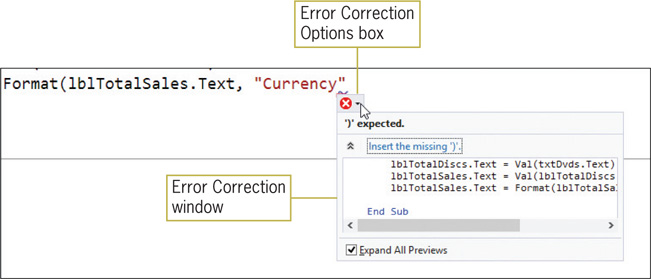 Error Correction
Options box
Format(lblTotalSales.Text, "Currency"
')' expected.
Insert the missing ')'.
lblTotalDiscs.Text = Val(txtDvds.Text)
lblTotalSales.Text = Val(lblTotalDiscs
lblTotalSales.Text = Format(lblTotalSa
End Sub
Error Correction
window
Expand All Previews